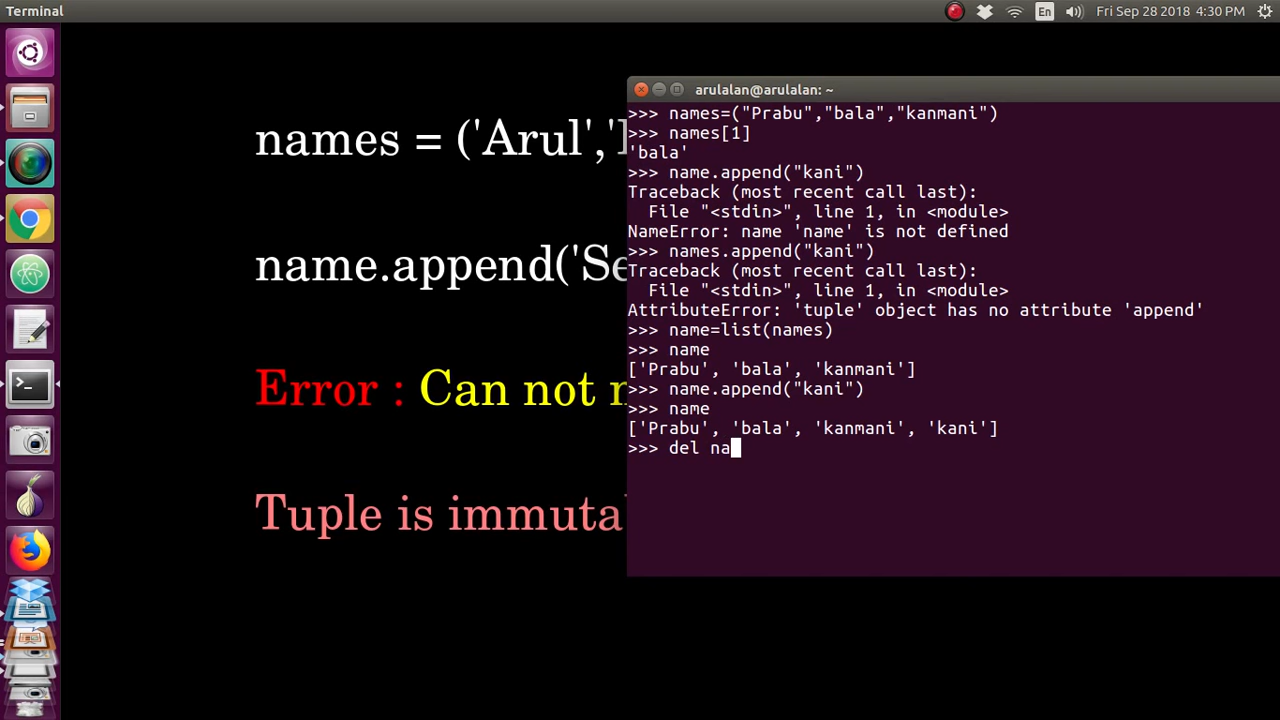 Terminal
En
Fri Sep 28 2018 4:30 PM
names = ('Arul','
name.append('Se
Error : Can not
Tuple is immuta
arulalan@arulalan: ~
>>> names=("Prabu","bala","kanmani")
>>> names[1]
'bala'
>>> name.append("kani")
Traceback (most recent call last):
  File "<stdin>", line 1, in <module>
NameError: name 'name' is not defined
>>> names.append("kani")
Traceback (most recent call last):
  File "<stdin>", line 1, in <module>
AttributeError: 'tuple' object has no attribute 'append'
>>> name=list(names)
>>> name
['Prabu', 'bala', 'kanmani']
>>> name.append("kani")
>>> name
['Prabu', 'bala', 'kanmani', 'kani']
>>> del na